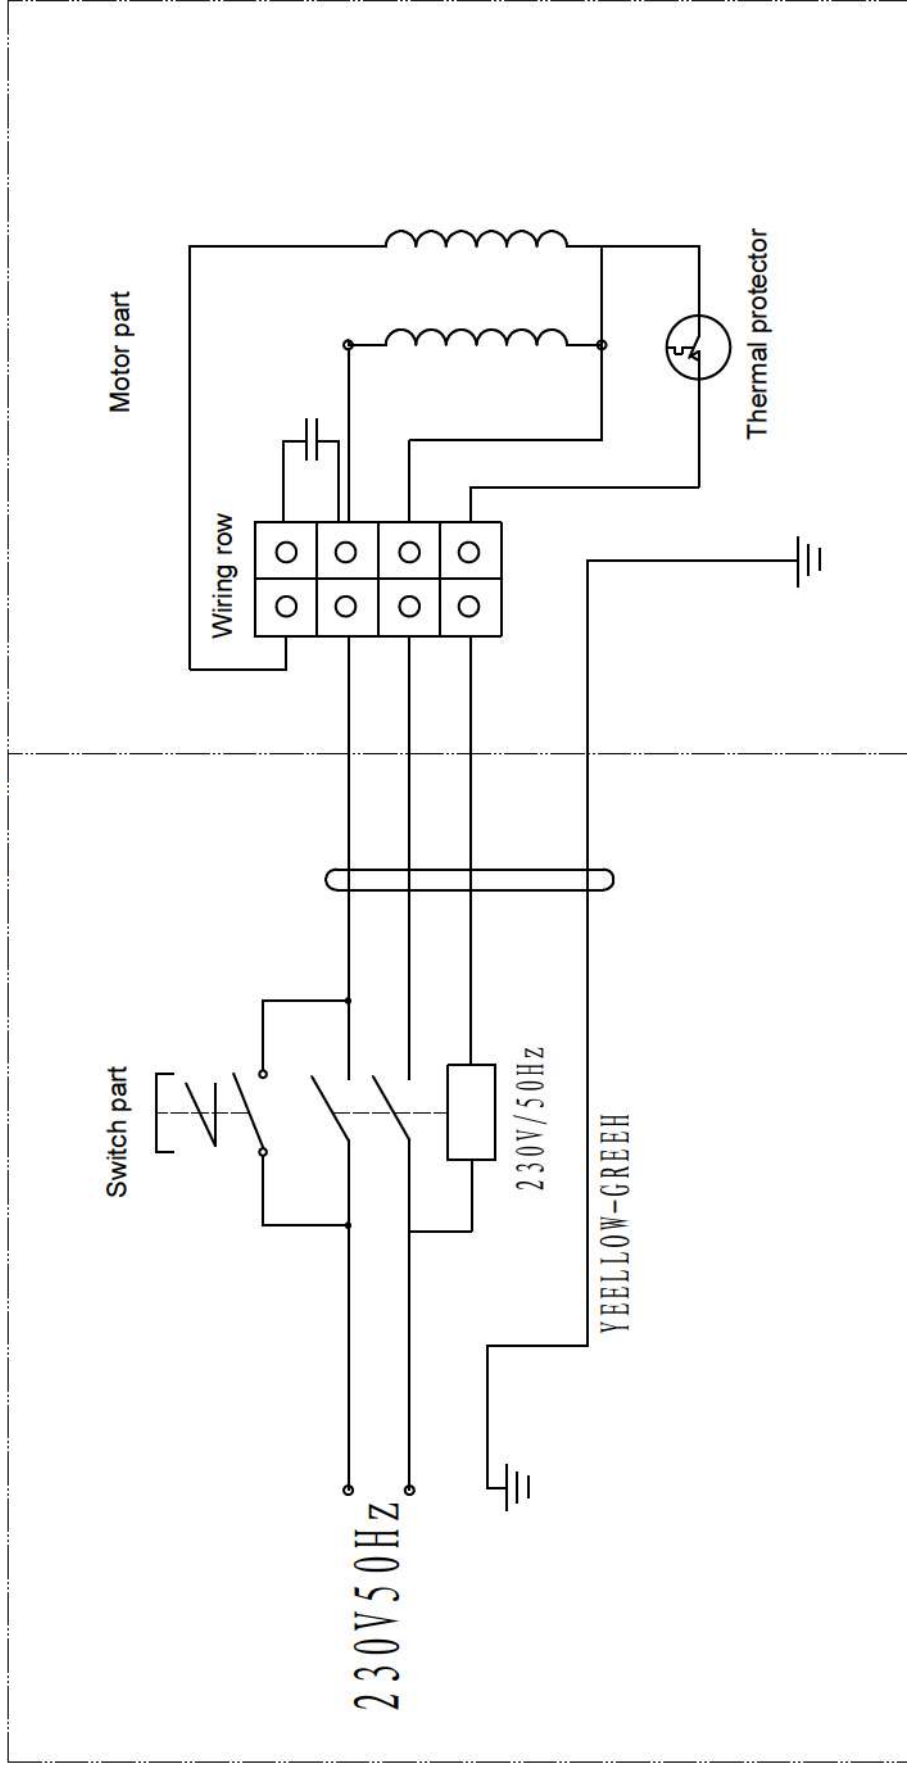 Switch part
Motor part
Wiring row
Thermal protector
230V50Hz
230V/50Hz
YEELLOW-GREEH